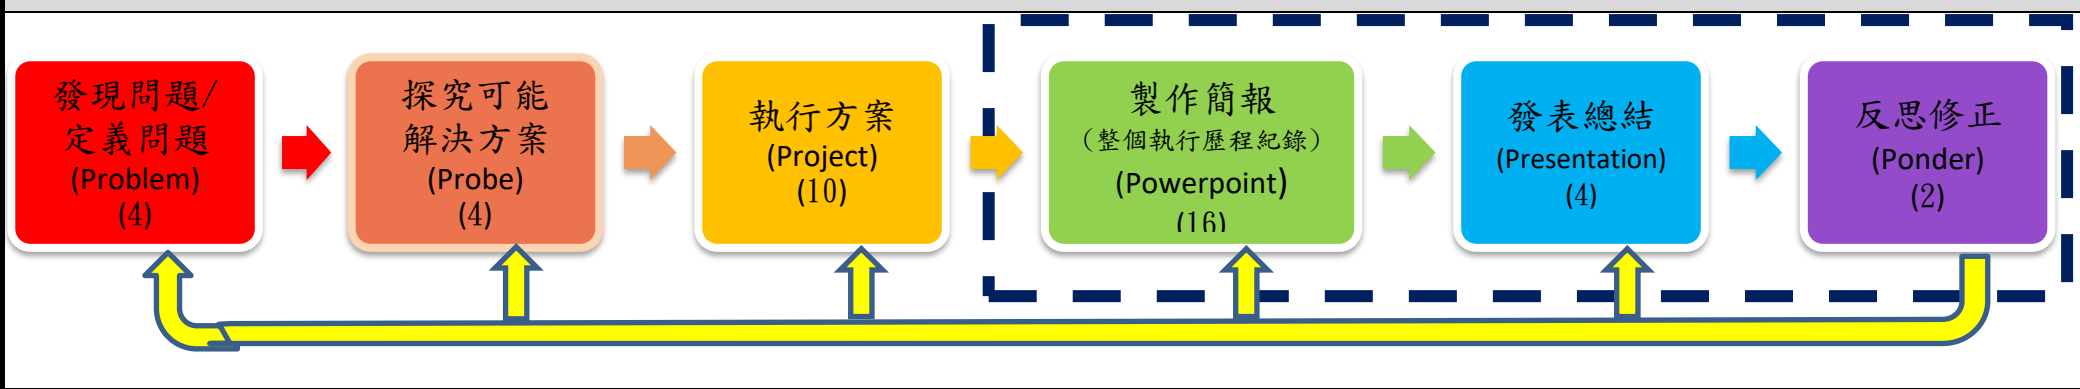 發現問題/
定義問題
(Problem)
(4)
探究可能
解決方案
(Probe)
(4)
執行方案
(Project)
(10)
製作簡報
(整個執行歷程紀錄)
(Powerpoint)
(16)
發表總結
(Presentation)
(4)
反思修正
(Ponder)
(2)